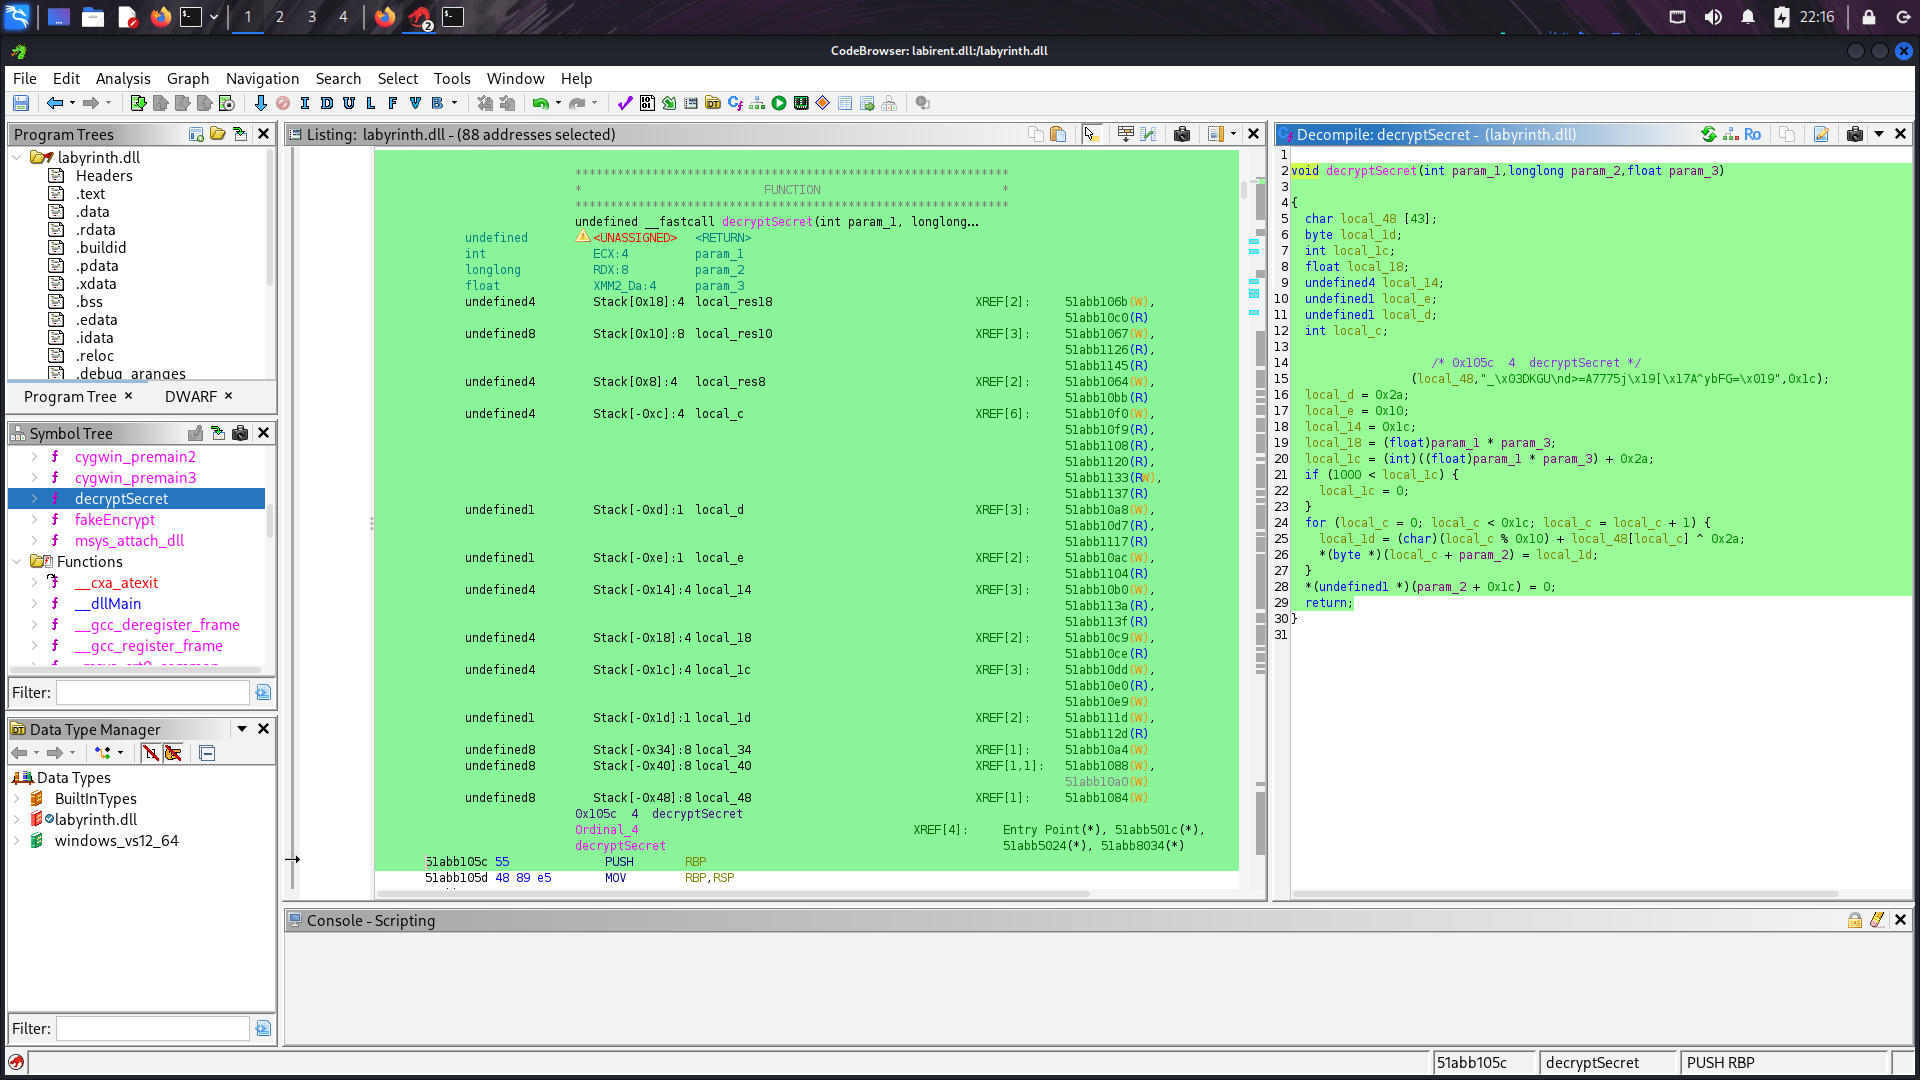 1 2 3 4
2
22:16
CodeBrowser: labirent.dll:/labyrinth.dll
File Edit Analysis Graph Navigation Search Select Tools Window Help
I D U L F V B
Program Trees
labyrinth.dll
Headers
.text
.data
.rdata
.buildid
.pdata
.xdata
.bss
.edata
.idata
.reloc
.debug_aranges
Program Tree × DWARF ×
Symbol Tree
cygwin_premain2
cygwin_premain3
decryptSecret
fakeEncrypt
msys_attach_dll
Functions
__cxa_atexit
__dllMain
__gcc_deregister_frame
__gcc_register_frame
Filter:
Data Type Manager
Data Types
BuiltInTypes
labyrinth.dll
windows_vs12_64
Filter:
Listing: labyrinth.dll - (88 addresses selected)
**************************************************************
* FUNCTION *
**************************************************************
undefined __fastcall decryptSecret(int param_1, longlong...
undefined <UNASSIGNED> <RETURN>
int ECX:4 param_1
longlong RDX:8 param_2
float XMM2_Da:4 param_3
undefined4 Stack[0x18]:4 local_res18 XREF[2]: 51abb106b(W),
51abb10c0(R)
undefined8 Stack[0x10]:8 local_res10 XREF[3]: 51abb1067(W),
51abb1126(R),
51abb1145(R)
undefined4 Stack[0x8]:4 local_res8 XREF[2]: 51abb1064(W),
51abb10bb(R)
undefined4 Stack[-0xc]:4 local_c XREF[6]: 51abb10f0(W),
51abb10f9(R),
51abb1108(R),
51abb1120(R),
51abb1133(RW),
51abb1137(R)
undefined1 Stack[-0xd]:1 local_d XREF[3]: 51abb10a8(W),
51abb10d7(R),
51abb1117(R)
undefined1 Stack[-0xe]:1 local_e XREF[2]: 51abb10ac(W),
51abb1104(R)
undefined4 Stack[-0x14]:4 local_14 XREF[3]: 51abb10b0(W),
51abb113a(R)
51abb113f(R)
undefined4 Stack[-0x18]:4 local_18 XREF[2]: 51abb10c9(W),
51abb10ce(R)
undefined4 Stack[-0x1c]:4 local_1c XREF[3]: 51abb10dd(W),
51abb10e0(R),
51abb10e9(W)
undefined1 Stack[-0x1d]:1 local_1d XREF[2]: 51abb111d(W),
51abb112d(R)
undefined8 Stack[-0x34]:8 local_34 XREF[1]: 51abb10a4(W)
undefined8 Stack[-0x40]:8 local_40 XREF[1,1]: 51abb1088(W),
51abb10a0(W)
undefined8 Stack[-0x48]:8 local_48 XREF[1]: 51abb1084(W)
0x105c 4 decryptSecret
Ordinal_4 XREF[4]: Entry Point(*), 51abb501c(*),
decryptSecret 51abb5024(*), 51abb8034(*)
51abb105c 55 PUSH RBP
51abb105d 48 89 e5 MOV RBP,RSP
Decompile: decryptSecret - (labyrinth.dll)
Ro
1
2 void decryptSecret(int param_1,longlong param_2,float param_3)
3
4 {
5 char local_48 [43];
6 byte local_1d;
7 int local_1c;
8 float local_18;
9 undefined4 local_14;
10 undefined1 local_e;
11 undefined1 local_d;
12 int local_c;
13
14 /* 0x105c 4 decryptSecret */
15 (local_48,"_\x03DKGU\nd>=A7775j\x19[\x17A^ybFG=\x019",0x1c);
16 local_d = 0x2a;
17 local_e = 0x10;
18 local_14 = 0x1c;
19 local_18 = (float)param_1 * param_3;
20 local_1c = (int)((float)param_1 * param_3) + 0x2a;
21 if (1000 < local_1c) {
22 local_1c = 0;
23 }
24 for (local_c = 0; local_c < 0x1c; local_c = local_c + 1) {
25 local_1d = (char)(local_c % 0x10) + local_48[local_c] ^ 0x2a;
26 *(byte *)(local_c + param_2) = local_1d;
27 }
28 *(undefined1 *)(param_2 + 0x1c) = 0;
29 return;
30 }
31
Console - Scripting
51abb105c decryptSecret PUSH RBP